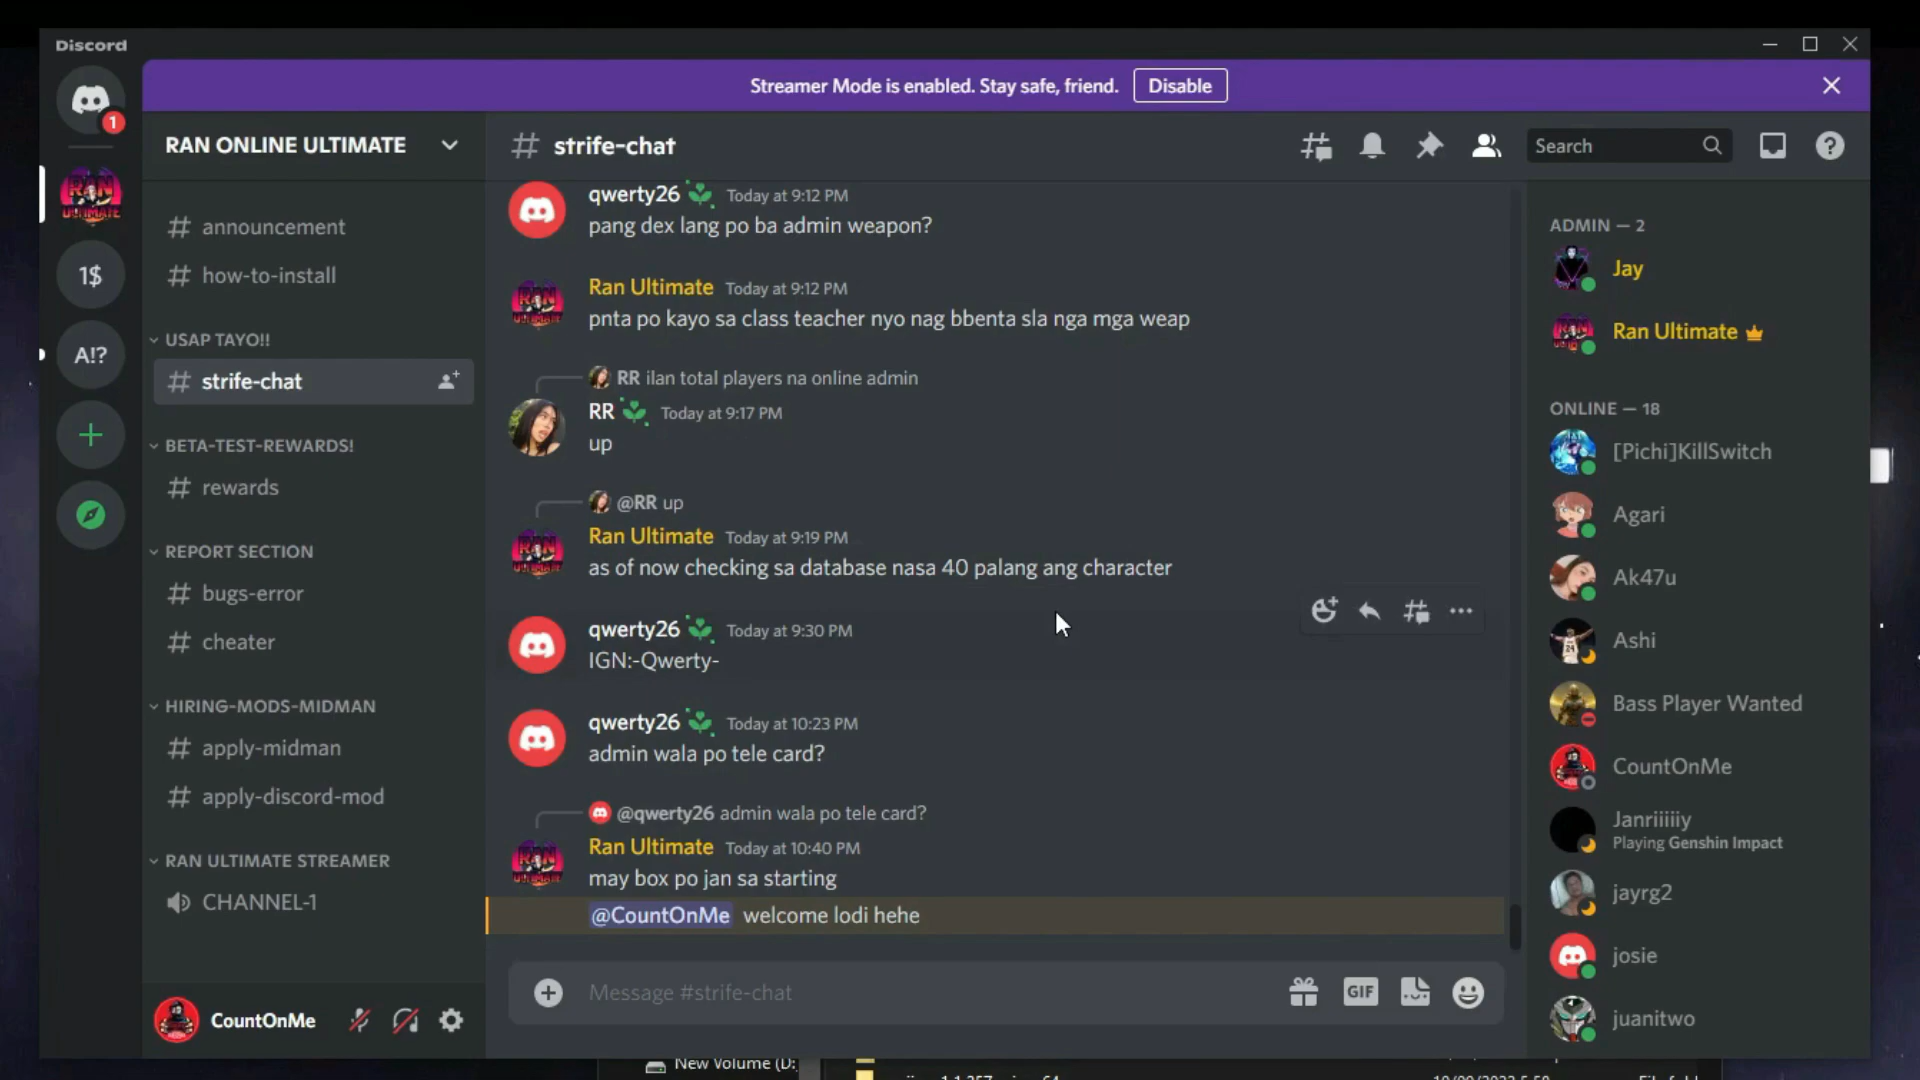 Discord
Streamer Mode is enabled. Stay safe, friend.
Disable
1
RAN ONLINE ULTIMATE
announcement
how-to-install
USAP TAYO!!
strife-chat
BETA-TEST-REWARDS!
rewards
REPORT SECTION
bugs-error
cheater
HIRING-MODS-MIDMAN
apply-midman
apply-discord-mod
RAN ULTIMATE STREAMER
CHANNEL-1
CountOnMe
RAN
ULTIMATE
1$
A!?
strife-chat
Search
qwerty26 Today at 9:12 PM
pang dex lang po ba admin weapon?
Ran Ultimate Today at 9:12 PM
pnta po kayo sa class teacher nyo nag bbenta sla nga mga weap
RR ilan total players na online admin
RR Today at 9:17 PM
up
@RR up
Ran Ultimate Today at 9:19 PM
as of now checking sa database nasa 40 palang ang character
qwerty26 Today at 9:30 PM
IGN:-Qwerty-
qwerty26 Today at 10:23 PM
admin wala po tele card?
@qwerty26 admin wala po tele card?
Ran Ultimate Today at 10:40 PM
may box po jan sa starting
@CountOnMe welcome lodi hehe
Message #strife-chat
GIF
ADMIN — 2
Jay
Ran Ultimate
ONLINE — 18
[Pichi]KillSwitch
Agari
Ak47u
Ashi
Bass Player Wanted
CountOnMe
Janriiiiiy
Playing Genshin Impact
jayrg2
josie
juanitwo
New Volume (D: